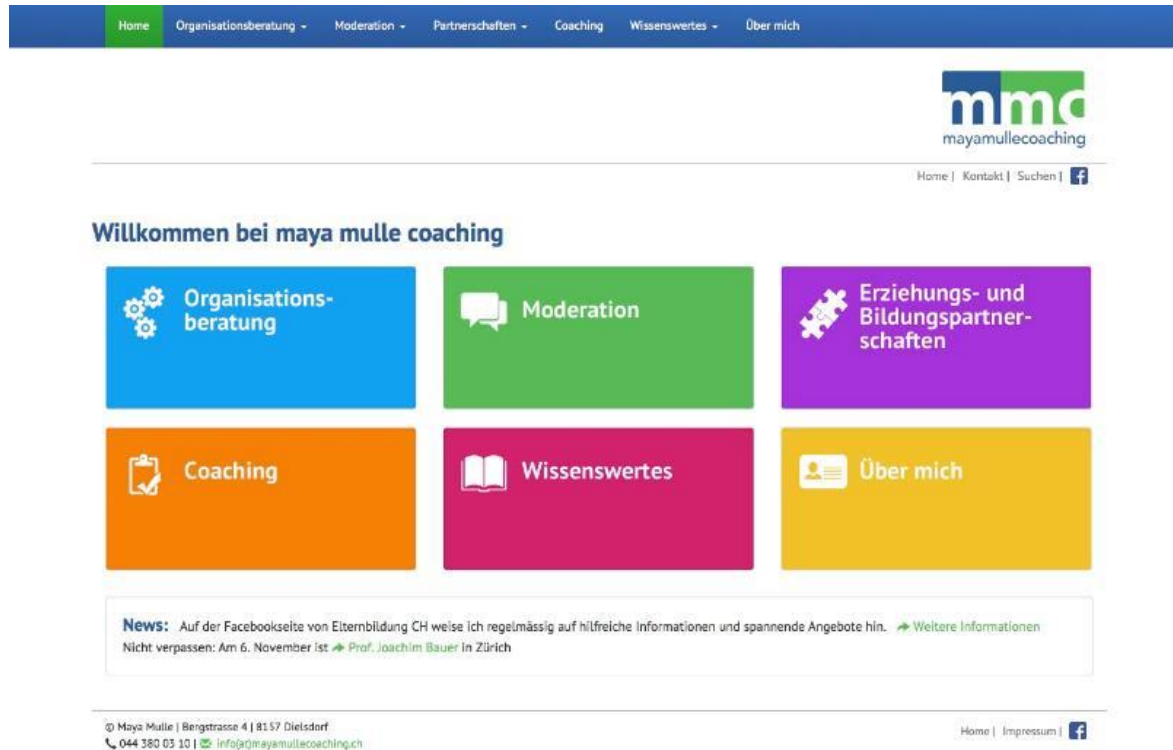 Home Organisationsberatung Moderation Partnerschaften Coaching Wissenswertes Über mich
mmc
mayamullecoaching
Home | Kontakt | Suchen |
Willkommen bei maya mulle coaching
Organisations-
beratung
Moderation
Erziehungs- und
Bildungspartner-
schaften
Coaching
Wissenswertes
Über mich
News: Auf der Facebookseite von Elternbildung CH weise ich regelmässig auf hilfreiche Informationen und spannende Angebote hin. Weitere Informationen
Nicht verpassen: Am 6. November ist Prof. Joachim Bauer in Zürich
© Maya Mulle | Bergstrasse 4 | 8157 Dielsdorf
044 380 03 10 | info(at)mayamullecoaching.ch
Home | Impressum |